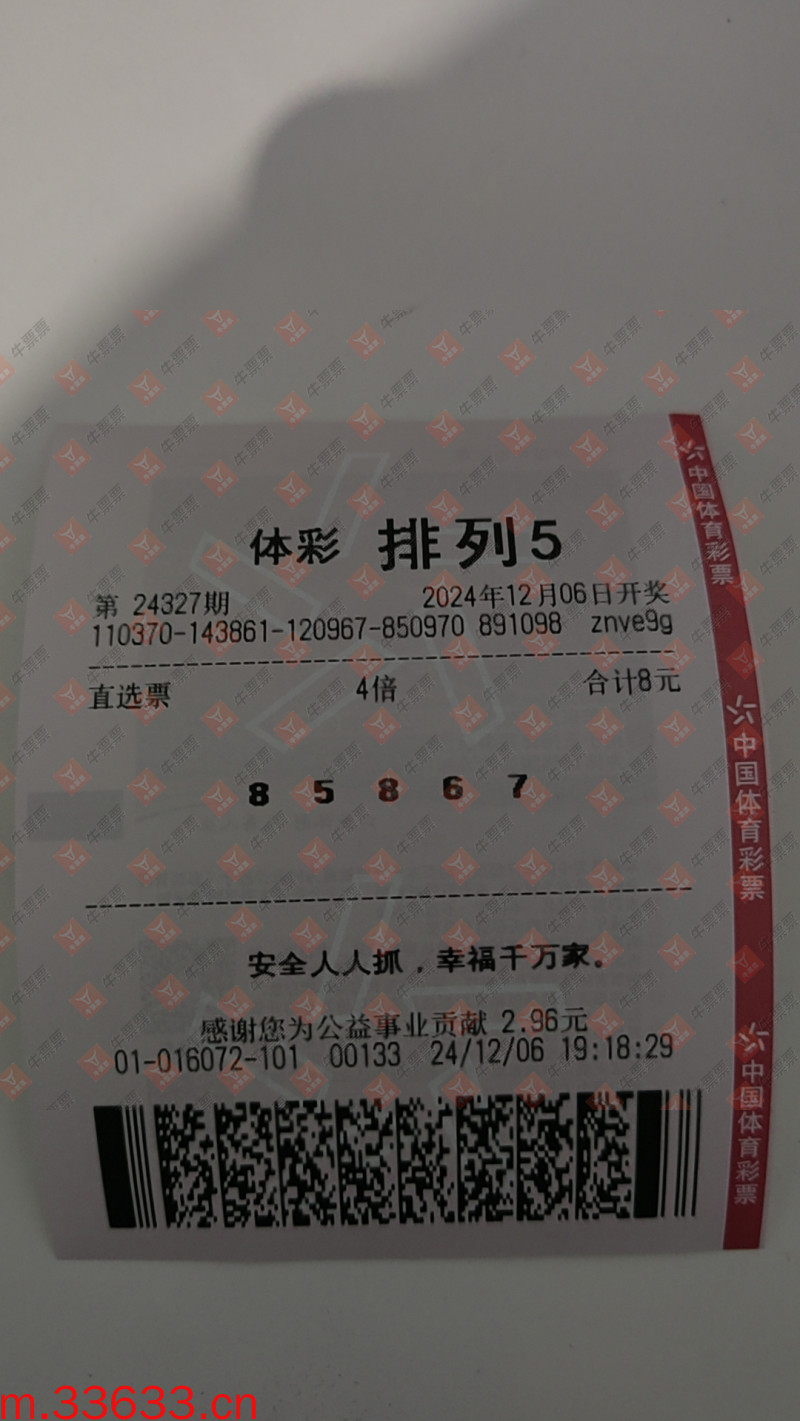 体彩 排列5
第 24327期 2024年12月06日开奖
110370-143861-120967-850970 891098 znve9g
直选票 4倍 合计8元
8 5 8 6 7
安全人人抓，幸福千万家。
感谢您为公益事业贡献 2.96元
01-016072-101 00133 24/12/06 19:18:29
中国体育彩票
中国体育彩票
中国体育彩票
牛票票
m.33633.cn